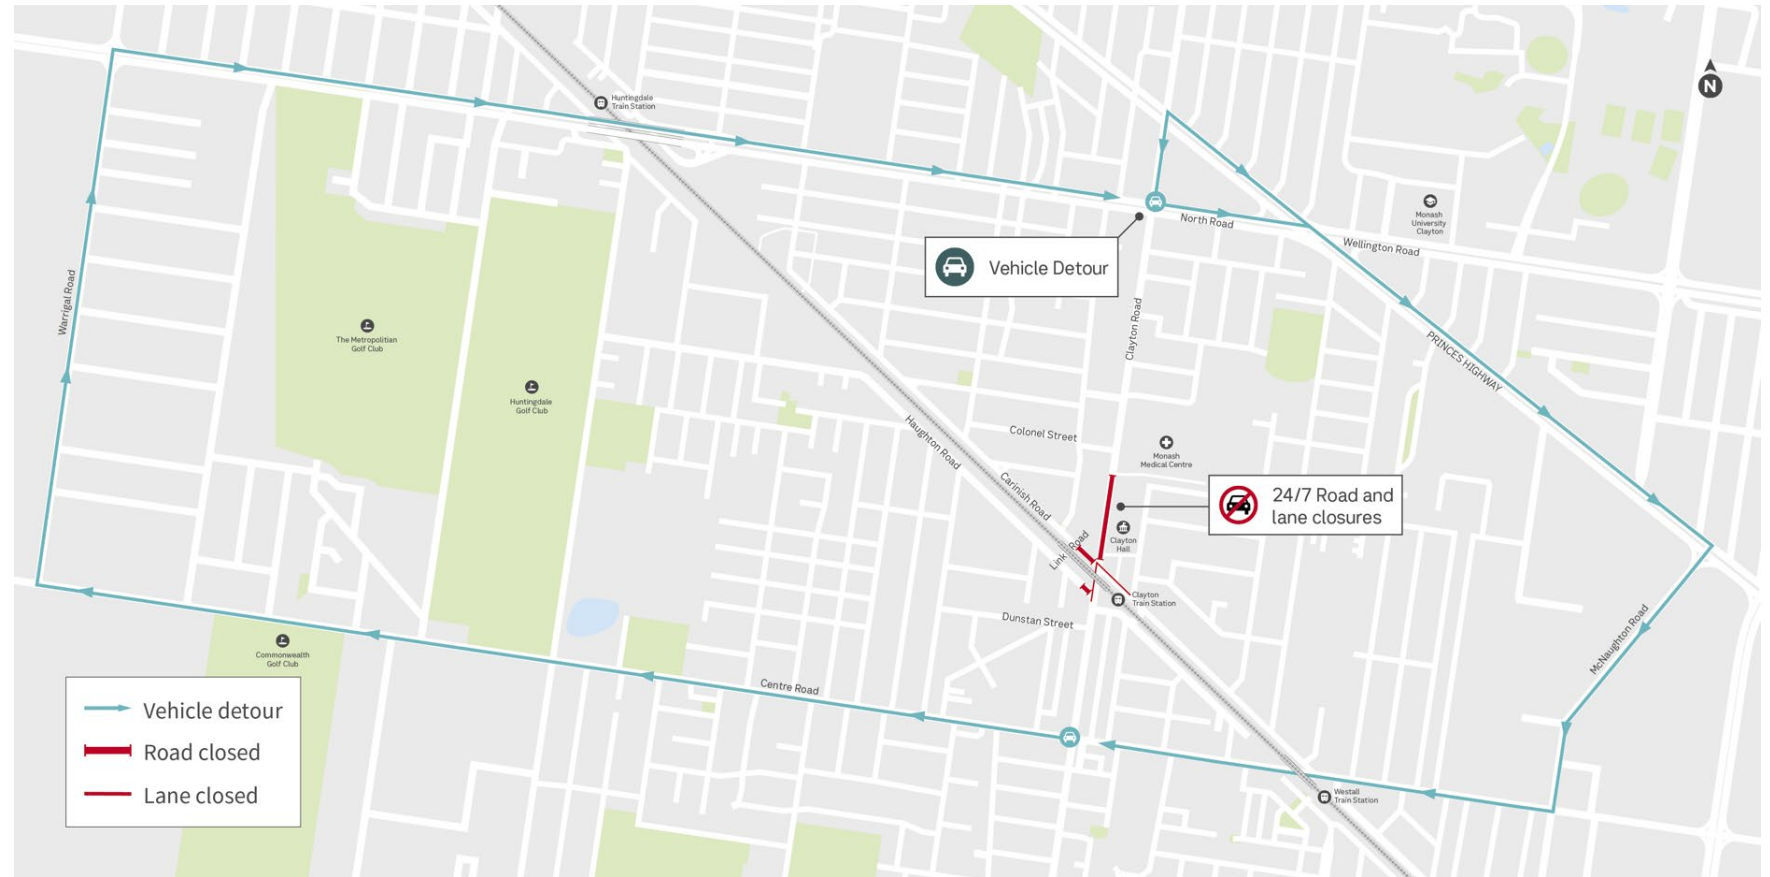 Huntingdale
Train Station
N
Monash
University
Clayton
North Road
Wellington Road
Vehicle Detour
Warrigal Road
The Metropolitan
Golf Club
Clayton Road
PRINCES HIGHWAY
Huntingdale
Golf Club
Haughton Road
Colonel Street
Monash
Medical Centre
Carinish Road
24/7 Road and
lane closures
Clayton
Hall
Link Road
Clayton
Train Station
Dunstan Street
McNaughton Road
Commonwealth
Golf Club
Centre Road
Vehicle detour
Road closed
Lane closed
Westall
Train Station